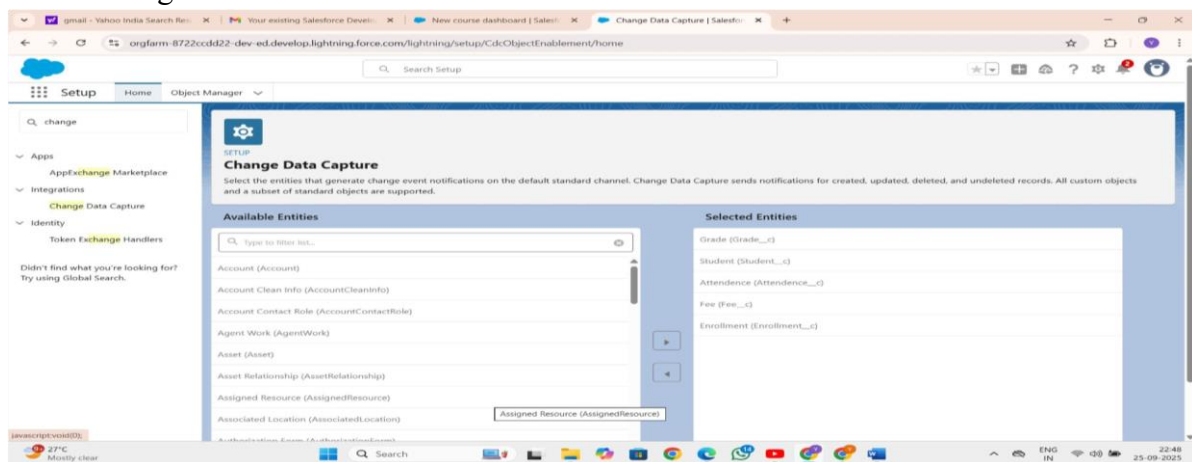 gmail - Yahoo India Search Res
Your existing Salesforce Develo
New course dashboard | Salesfo
Change Data Capture | Salesfor
orgfarm-8722ccdd22-dev-ed.develop.lightning.force.com/lightning/setup/CdcObjectEnablement/home
Search Setup
Setup
Home
Object Manager
change
Apps
AppExchange Marketplace
Integrations
Change Data Capture
Identity
Token Exchange Handlers
Didn't find what you're looking for?
Try using Global Search.
SETUP
Change Data Capture
Select the entities that generate change event notifications on the default standard channel. Change Data Capture sends notifications for created, updated, deleted, and undeleted records. All custom objects
and a subset of standard objects are supported.
Available Entities
Type to filter list...
Account (Account)
Account Clean Info (AccountCleanInfo)
Account Contact Role (AccountContactRole)
Agent Work (AgentWork)
Asset (Asset)
Asset Relationship (AssetRelationship)
Assigned Resource (AssignedResource)
Associated Location (AssociatedLocation)
Authorization Form (AuthorizationForm)
Assigned Resource (AssignedResource)
Selected Entities
Grade (Grade__c)
Student (Student__c)
Attendence (Attendence__c)
Fee (Fee__c)
Enrollment (Enrollment__c)
javascript:void(0);
27°C
Mostly clear
Search
ENG
IN
22:48
25-09-2025